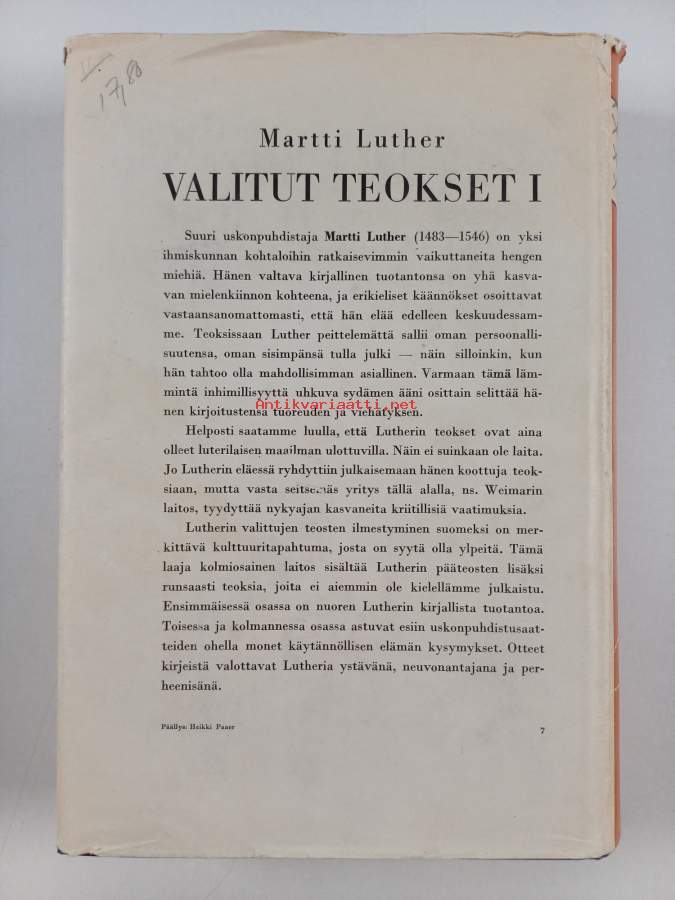 17,80
Martti Luther
VALITUT TEOKSET I
Suuri uskonpuhdistaja Martti Luther (1483—1546) on yksi
ihmiskunnan kohtaloihin ratkaisevimmin vaikuttaneita hengen
miehiä. Hänen valtava kirjallinen tuotantonsa on yhä kasva-
van mielenkiinnon kohteena, ja erikieliset käännökset osoittavat
vastaansanomattomasti, että hän elää edelleen keskuudessam-
me. Teoksissaan Luther peittelemättä sallii oman persoonalli-
suutensa, oman sisimpänsä tulla julki — näin silloinkin, kun
hän tahtoo olla mahdollisimman asiallinen. Varmaan tämä läm-
mintä inhimillisyyttä uhkuva sydämen ääni osittain selittää hä-
Antikvariaatti.net
nen kirjoitustensa tuoreuden ja viehätyksen.
Helposti saatamme luulla, että Lutherin teokset ovat aina
olleet luterilaisen maailman ulottuvilla. Näin ei suinkaan ole laita.
Jo Lutherin eläessä ryhdyttiin julkaisemaan hänen koottuja teok-
siaan, mutta vasta seitsemäs yritys tällä alalla, ns. Weimarin
laitos, tyydyttää nykyajan kasvaneita kriitillisiä vaatimuksia.
Lutherin valittujen teosten ilmestyminen suomeksi on mer-
kittävä kulttuuritapahtuma, josta on syytä olla ylpeitä. Tämä
laaja kolmiosainen laitos sisältää Lutherin pääteosten lisäksi
runsaasti teoksia, joita ei aiemmin ole kielellämme julkaistu.
Ensimmäisessä osassa on nuoren Lutherin kirjallista tuotantoa.
Toisessa ja kolmannessa osassa astuvat esiin uskonpuhdistusaat-
teiden ohella monet käytännöllisen elämän kysymykset. Otteet
kirjeistä valottavat Lutheria ystävänä, neuvonantajana ja per-
heenisänä.
Päällys: Heikki Paaer
7